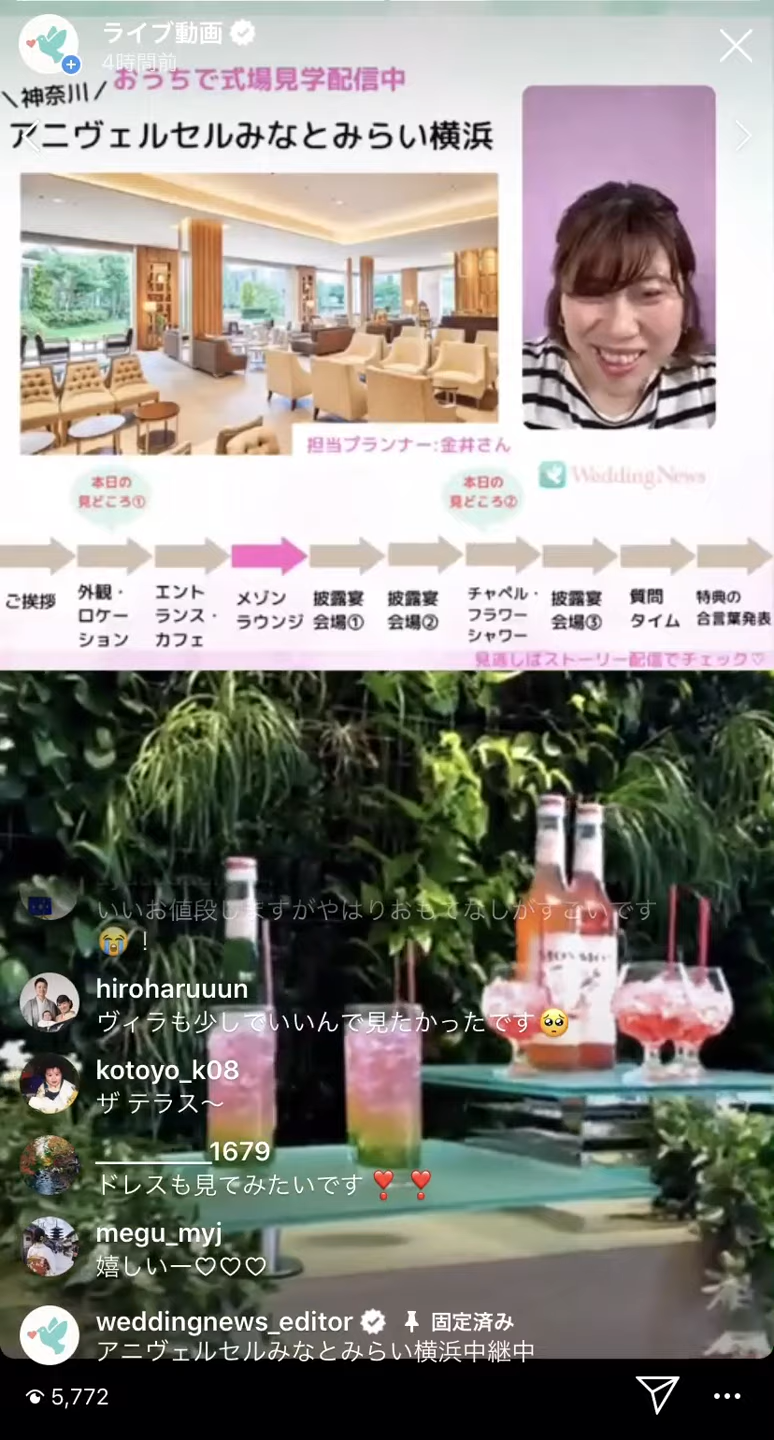 ライブ動画
4時間前
おうちで式場見学配信中
＼神奈川／
アニヴェルセルみなとみらい横浜
担当プランナー:金井さん
WeddingNews
本日の
見どころ①
本日の
見どころ②
ご挨拶
外観・
ロケー
ション
エント
ランス・
カフェ
メゾン
ラウンジ
披露宴
会場①
披露宴
会場②
チャペル・
フラワー
シャワー
披露宴
会場③
質問
タイム
特典の
合言葉発表
見逃しはストーリー配信でチェック♡
いいお値段しますがやはりおもてなしがすごいです
😭！
hiroharuuun
ヴィラも少しでいいんで見たかったです🥺
kotoyo_k08
ザ テラス〜
________1679
ドレスも見てみたいです❣️❣️
megu_myj
嬉しいー♡♡♡
weddingnews_editor 固定済み
アニヴェルセルみなとみらい横浜中継中
5,772